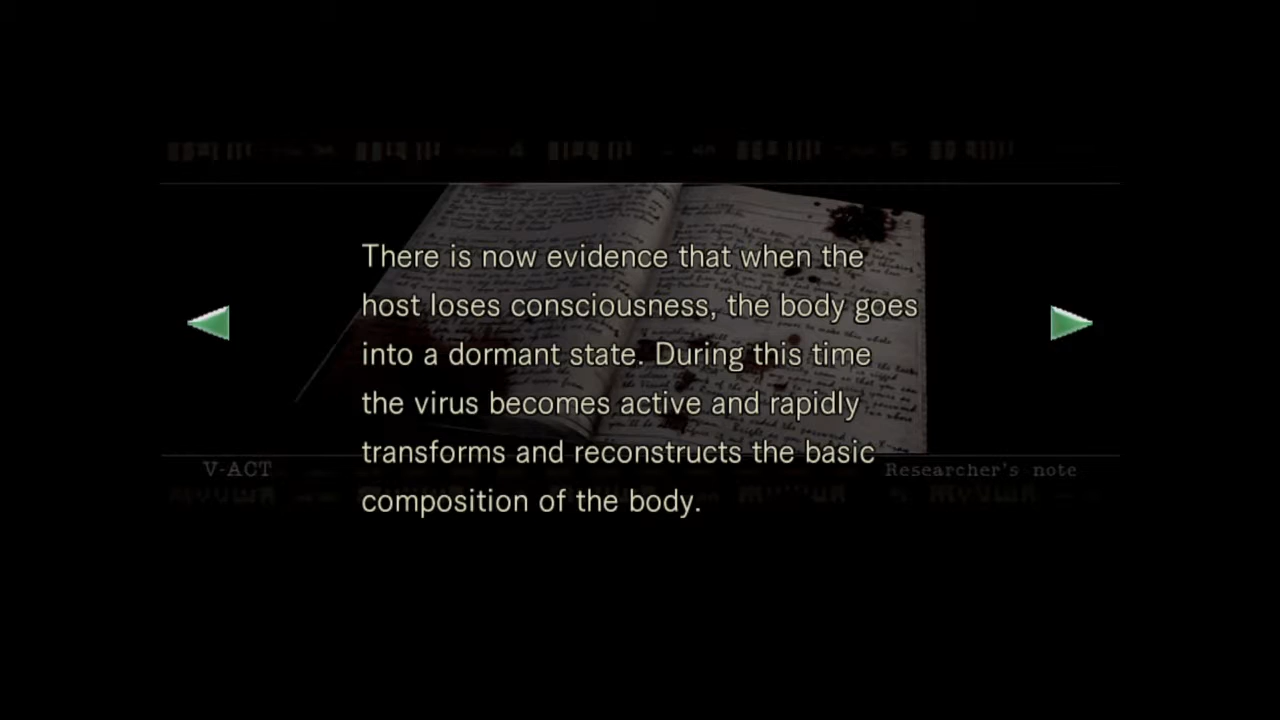 There is now evidence that when the
host loses consciousness, the body goes
into a dormant state. During this time
the virus becomes active and rapidly
transforms and reconstructs the basic
composition of the body.
V-ACT
Researcher's note